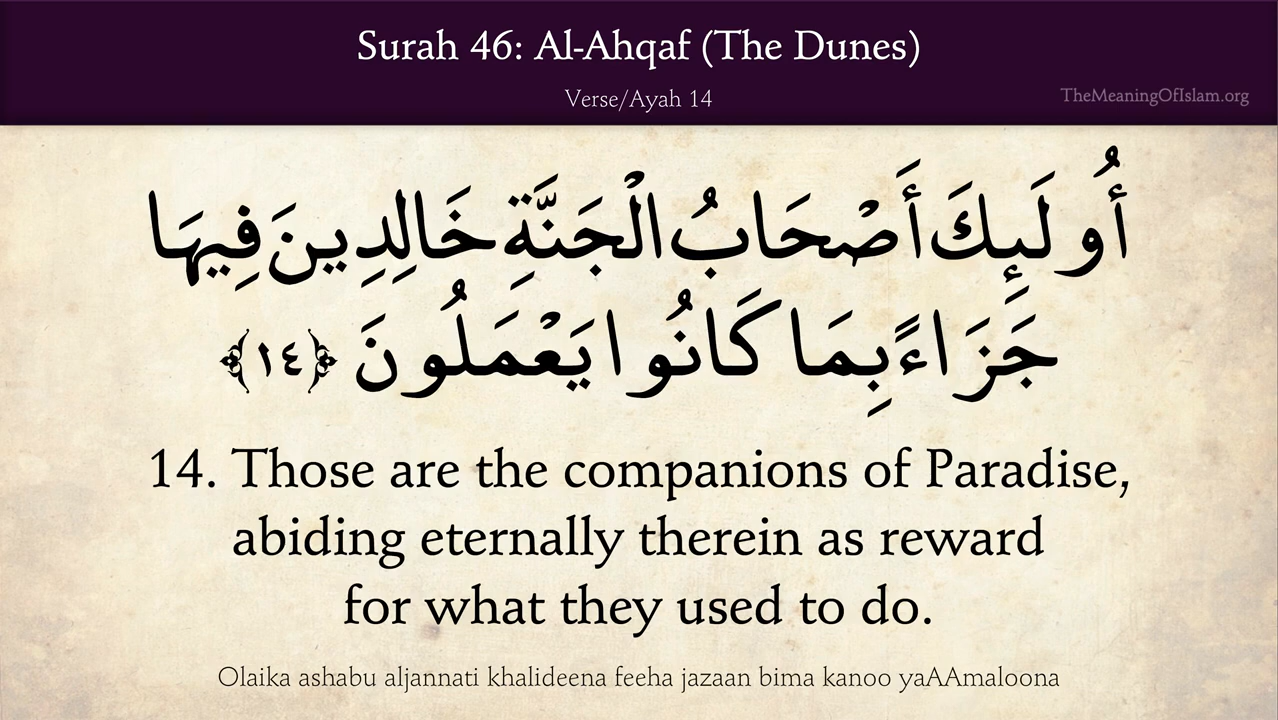 Surah 46: Al-Ahqaf (The Dunes)
Verse/Ayah 14
TheMeaningOfIslam.org
أُولَـٰئِكَ أَصْحَابُ الْجَنَّةِ خَالِدِينَ فِيهَا
جَزَاءً بِمَا كَانُوا يَعْمَلُونَ ﴿١٤﴾
14. Those are the companions of Paradise,
abiding eternally therein as reward
for what they used to do.
Olaika ashabu aljannati khalideena feeha jazaan bima kanoo yaAAmaloona